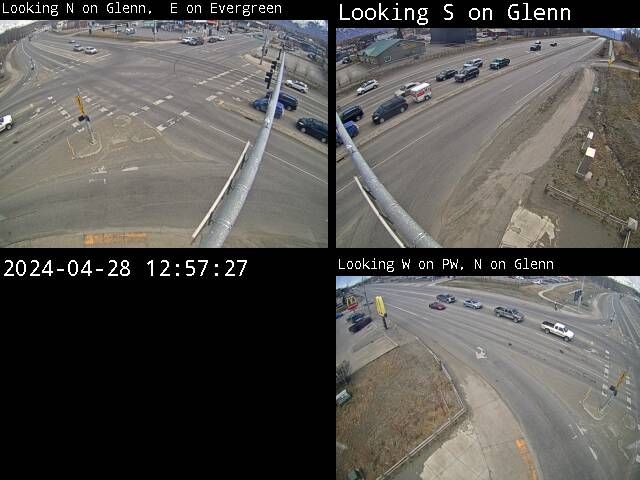 Looking N on Glenn, E on Evergreen
Looking S on Glenn
2024-04-28 12:57:27
Looking W on PW, N on Glenn